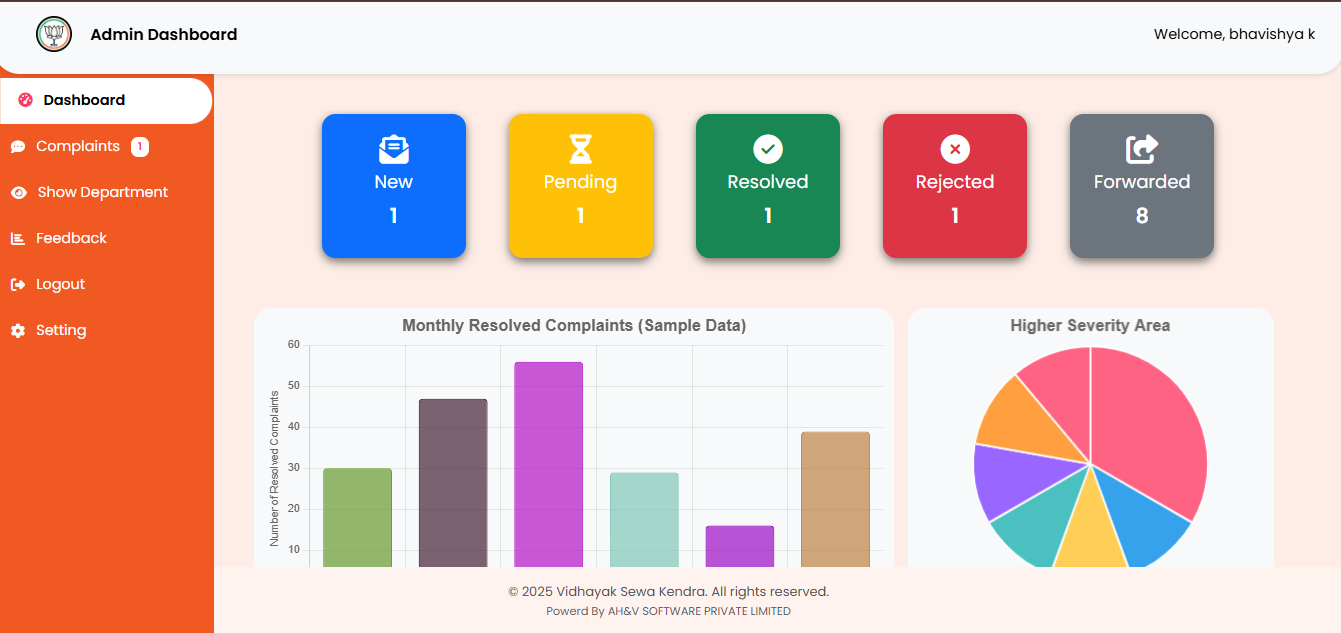 Admin Dashboard
Welcome, bhavishya k
Dashboard
Complaints 1
Show Department
Feedback
Logout
Setting
New
1
Pending
1
Resolved
1
Rejected
1
Forwarded
8
Monthly Resolved Complaints (Sample Data)
Number of Resolved Complaints
60
50
40
30
20
10
Higher Severity Area
© 2025 Vidhayak Sewa Kendra. All rights reserved.
Powerd By AH&V SOFTWARE PRIVATE LIMITED